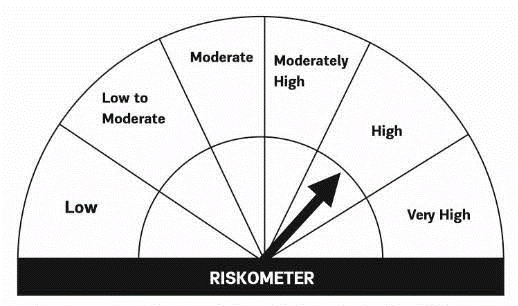 Low
Low to
Moderate
Moderate
Moderately
High
High
Very High
RISKOMETER